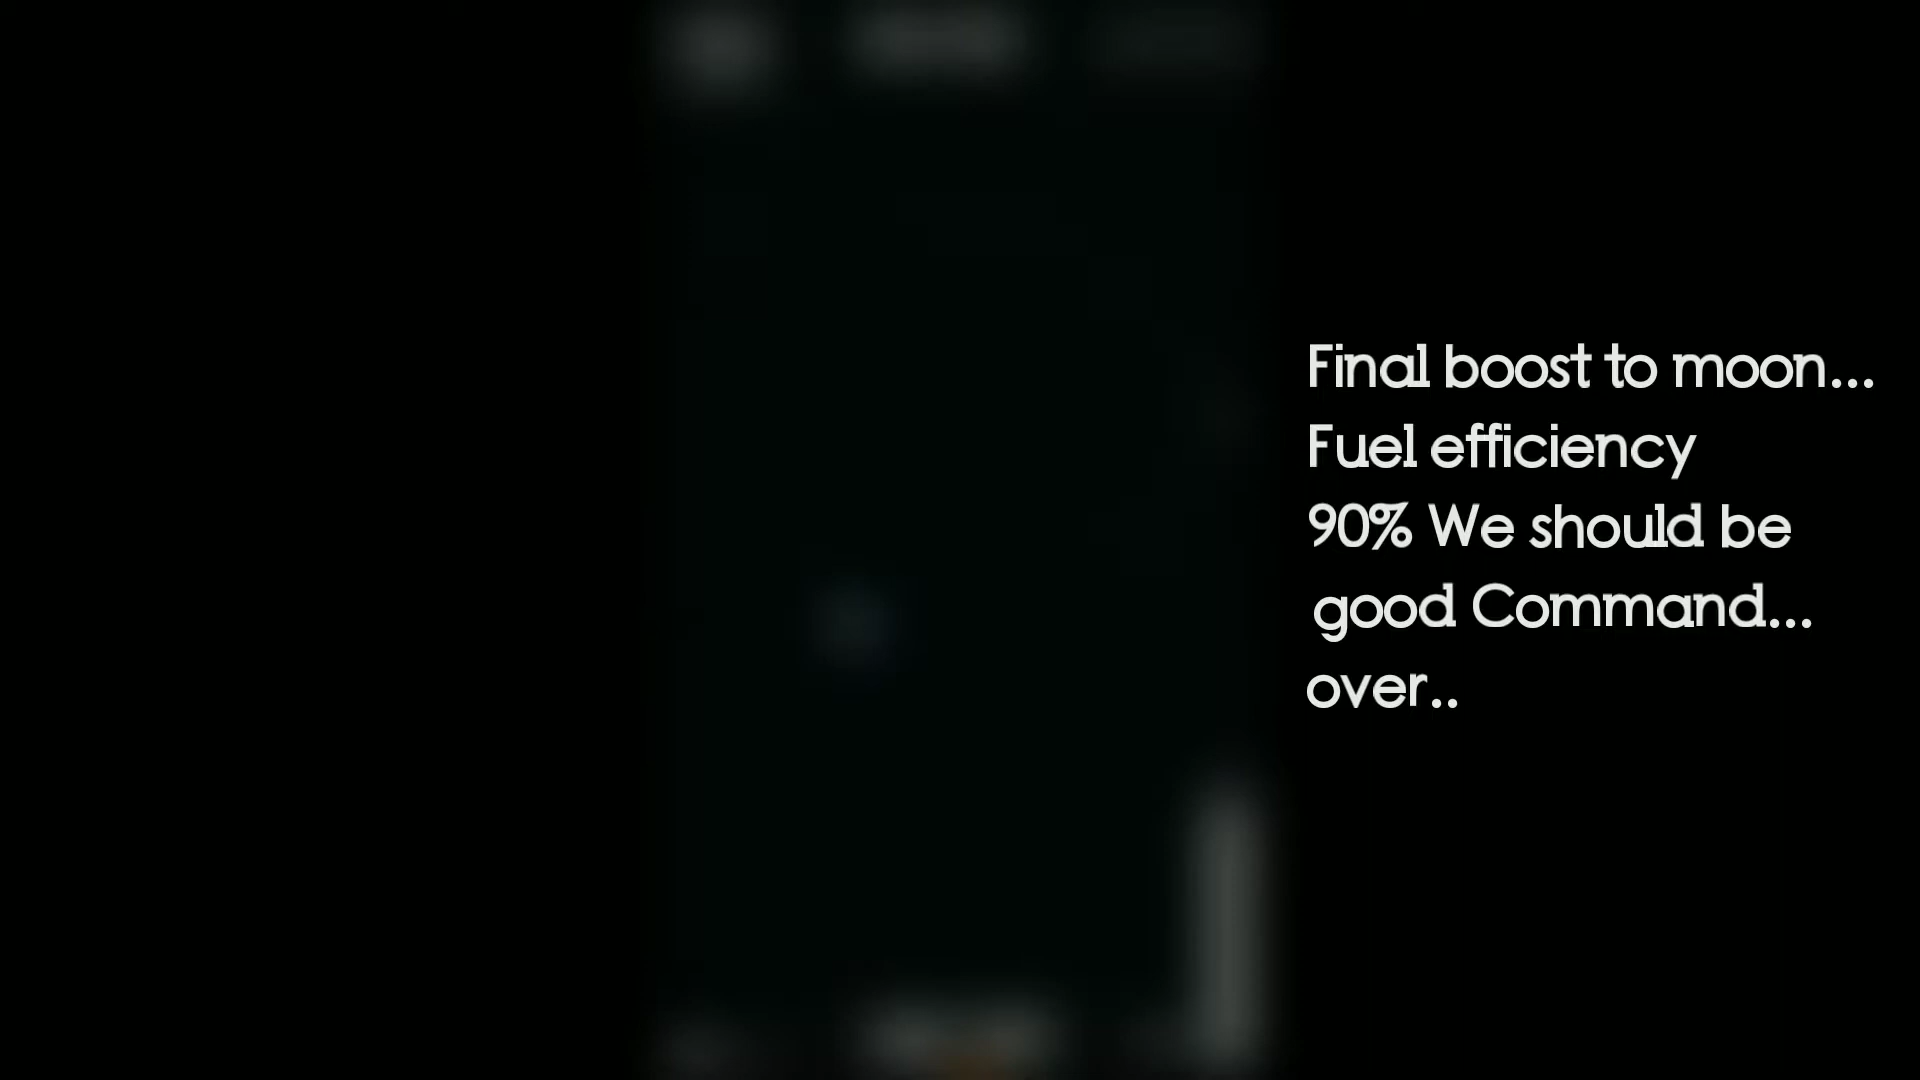 Final boost to moon...
Fuel efficiency
90% We should be
good Command...
over..